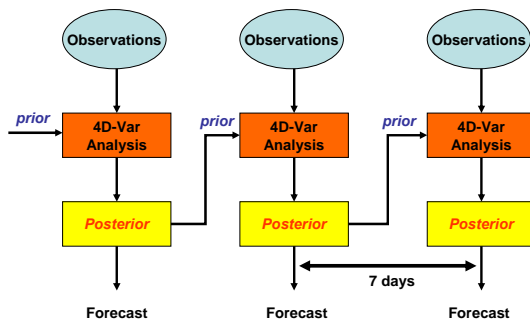 Observations
Observations
Observations
prior
prior
prior
4D-Var
Analysis
4D-Var
Analysis
4D-Var
Analysis
Posterior
Posterior
Posterior
7 days
Forecast
Forecast
Forecast